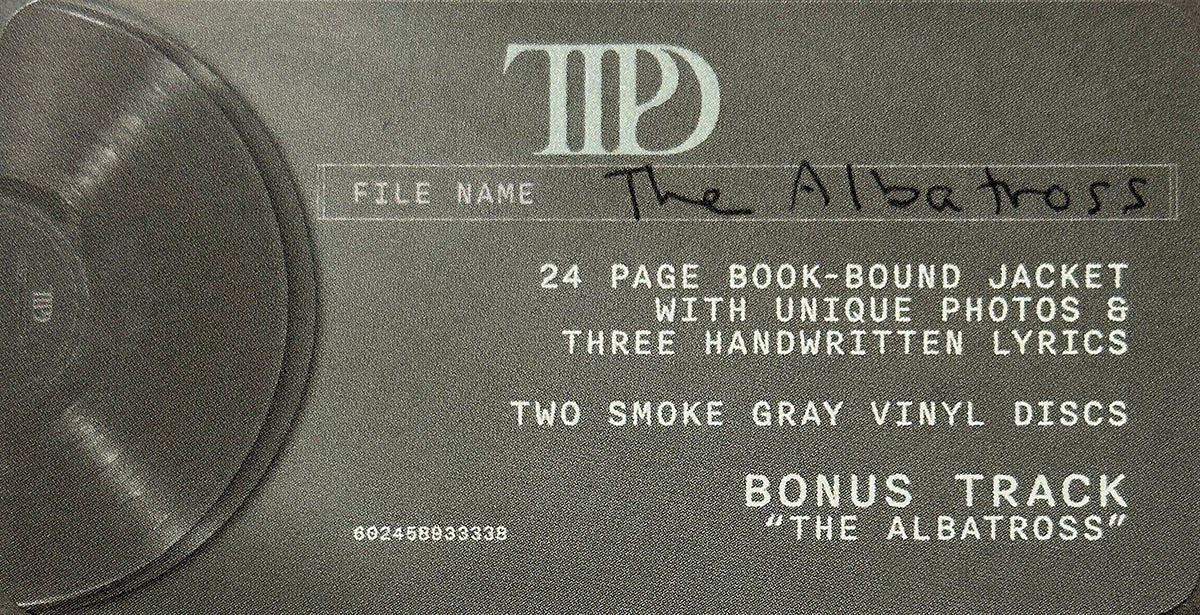 TTPD
FILE NAME The Albatross
24 PAGE BOOK-BOUND JACKET
WITH UNIQUE PHOTOS &
THREE HANDWRITTEN LYRICS
TWO SMOKE GRAY VINYL DISCS
BONUS TRACK
“THE ALBATROSS”
602458933338